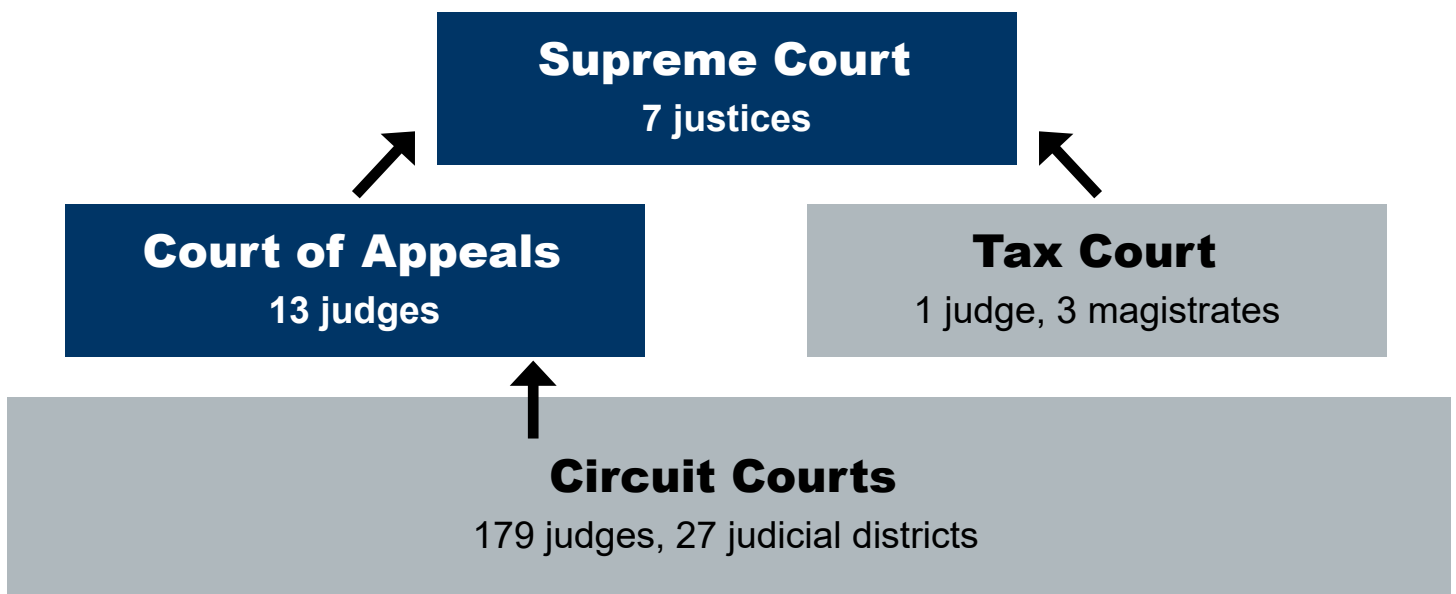 Supreme Court
7 justices
Court of Appeals
13 judges
Tax Court
1 judge, 3 magistrates
Circuit Courts
179 judges, 27 judicial districts